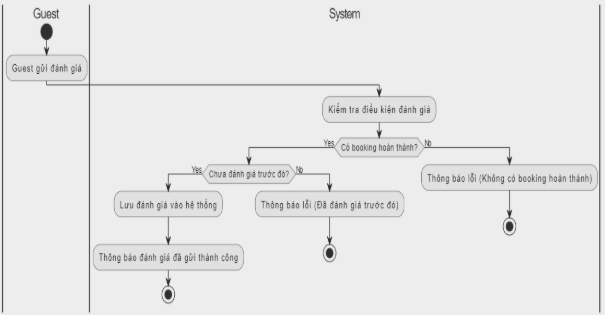 Guest
System
Guest gửi đánh giá
Kiểm tra điều kiện đánh giá
Có booking hoàn thành?
Yes
No
Chưa đánh giá trước đó?
Yes
No
Thông báo lỗi (Không có booking hoàn thành)
Lưu đánh giá vào hệ thống
Thông báo lỗi (Đã đánh giá trước đó)
Thông báo đánh giá đã gửi thành công